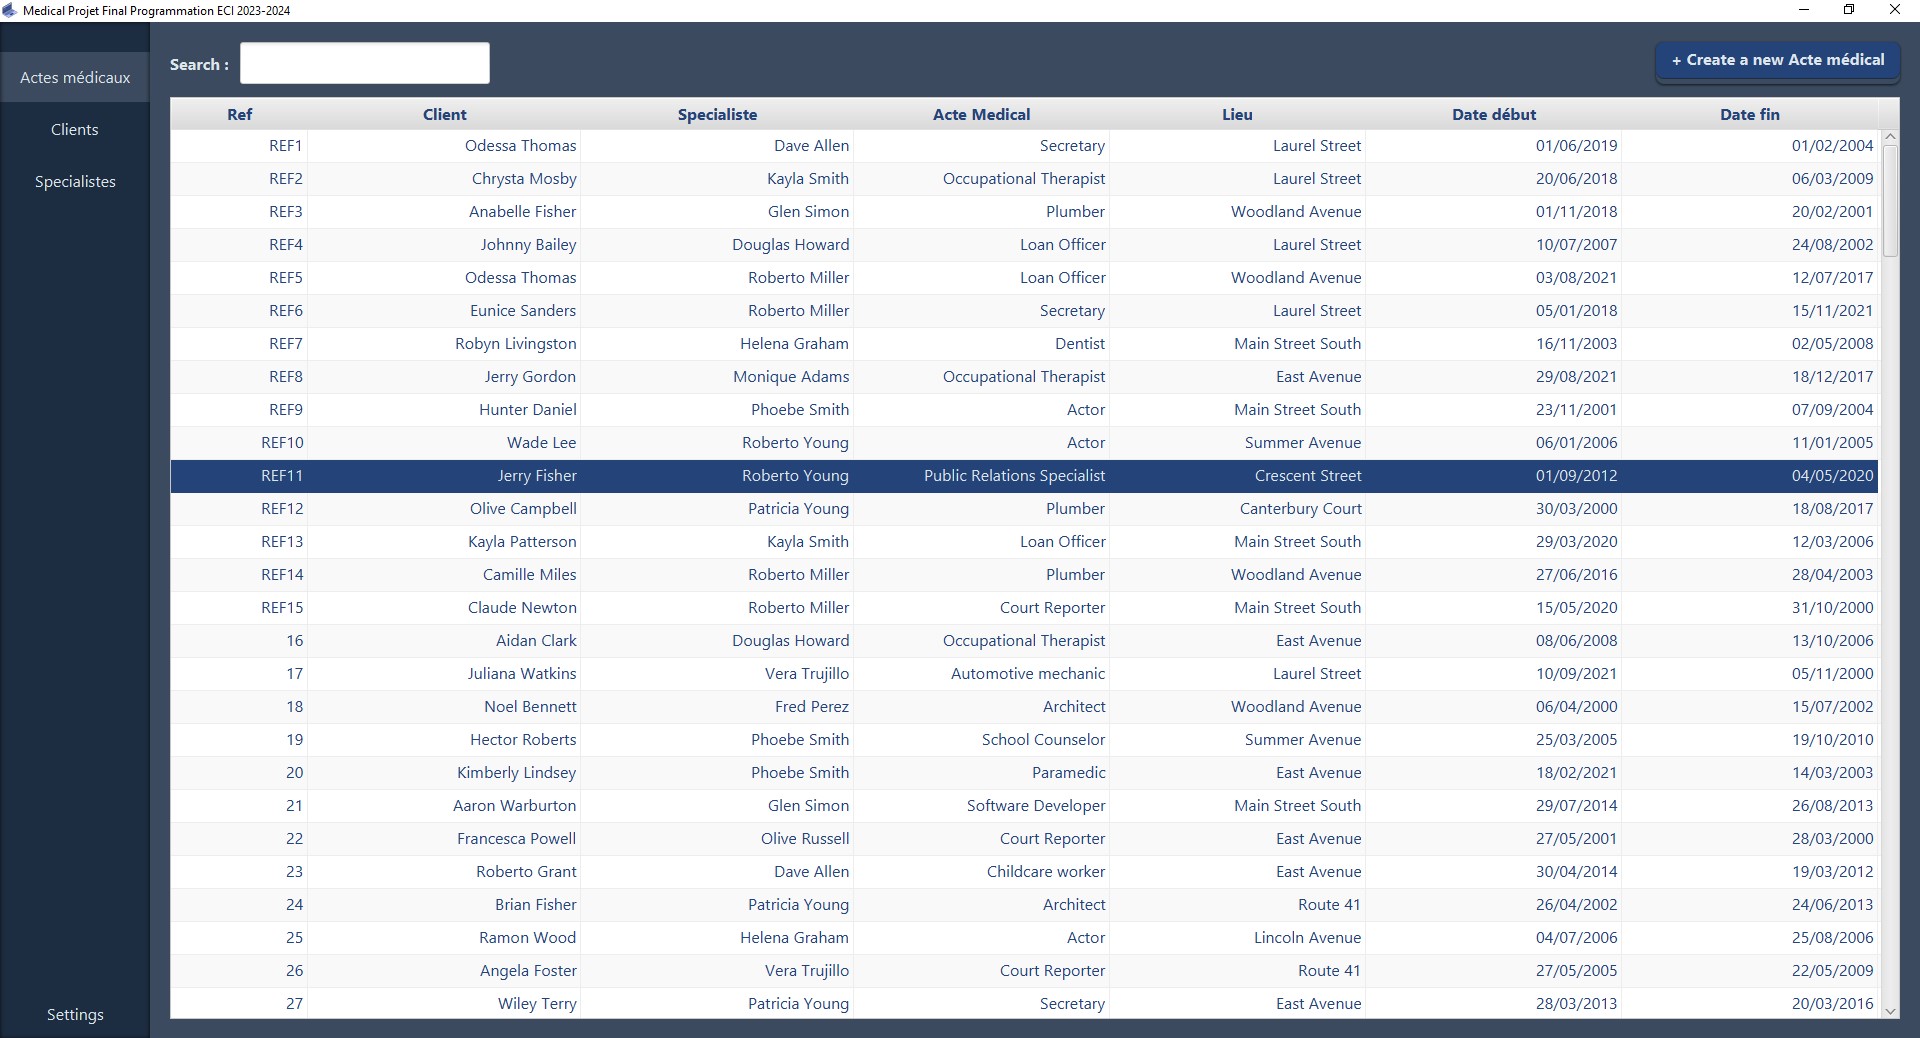 Medical Projet Final Programmation ECI 2023-2024
Actes médicaux
Clients
Specialistes
Settings
Search :
+ Create a new Acte médical
Ref Client Specialiste Acte Medical Lieu Date début Date fin
REF1 Odessa Thomas Dave Allen Secretary Laurel Street 01/06/2019 01/02/2004
REF2 Chrysta Mosby Kayla Smith Occupational Therapist Laurel Street 20/06/2018 06/03/2009
REF3 Anabelle Fisher Glen Simon Plumber Woodland Avenue 01/11/2018 20/02/2001
REF4 Johnny Bailey Douglas Howard Loan Officer Laurel Street 10/07/2007 24/08/2002
REF5 Odessa Thomas Roberto Miller Loan Officer Woodland Avenue 03/08/2021 12/07/2017
REF6 Eunice Sanders Roberto Miller Secretary Laurel Street 05/01/2018 15/11/2021
REF7 Robyn Livingston Helena Graham Dentist Main Street South 16/11/2003 02/05/2008
REF8 Jerry Gordon Monique Adams Occupational Therapist East Avenue 29/08/2021 18/12/2017
REF9 Hunter Daniel Phoebe Smith Actor Main Street South 23/11/2001 07/09/2004
REF10 Wade Lee Roberto Young Actor Summer Avenue 06/01/2006 11/01/2005
REF11 Jerry Fisher Roberto Young Public Relations Specialist Crescent Street 01/09/2012 04/05/2020
REF12 Olive Campbell Patricia Young Plumber Canterbury Court 30/03/2000 18/08/2017
REF13 Kayla Patterson Kayla Smith Loan Officer Main Street South 29/03/2020 12/03/2006
REF14 Camille Miles Roberto Miller Plumber Woodland Avenue 27/06/2016 28/04/2003
REF15 Claude Newton Roberto Miller Court Reporter Main Street South 15/05/2020 31/10/2000
16 Aidan Clark Douglas Howard Occupational Therapist East Avenue 08/06/2008 13/10/2006
17 Juliana Watkins Vera Trujillo Automotive mechanic Laurel Street 10/09/2021 05/11/2000
18 Noel Bennett Fred Perez Architect Woodland Avenue 06/04/2000 15/07/2002
19 Hector Roberts Phoebe Smith School Counselor Summer Avenue 25/03/2005 19/10/2010
20 Kimberly Lindsey Phoebe Smith Paramedic East Avenue 18/02/2021 14/03/2003
21 Aaron Warburton Glen Simon Software Developer Main Street South 29/07/2014 26/08/2013
22 Francesca Powell Olive Russell Court Reporter East Avenue 27/05/2001 28/03/2000
23 Roberto Grant Dave Allen Childcare worker East Avenue 30/04/2014 19/03/2012
24 Brian Fisher Patricia Young Architect Route 41 26/04/2002 24/06/2013
25 Ramon Wood Helena Graham Actor Lincoln Avenue 04/07/2006 25/08/2006
26 Angela Foster Vera Trujillo Court Reporter Route 41 27/05/2005 22/05/2009
27 Wiley Terry Patricia Young Secretary East Avenue 28/03/2013 20/03/2016